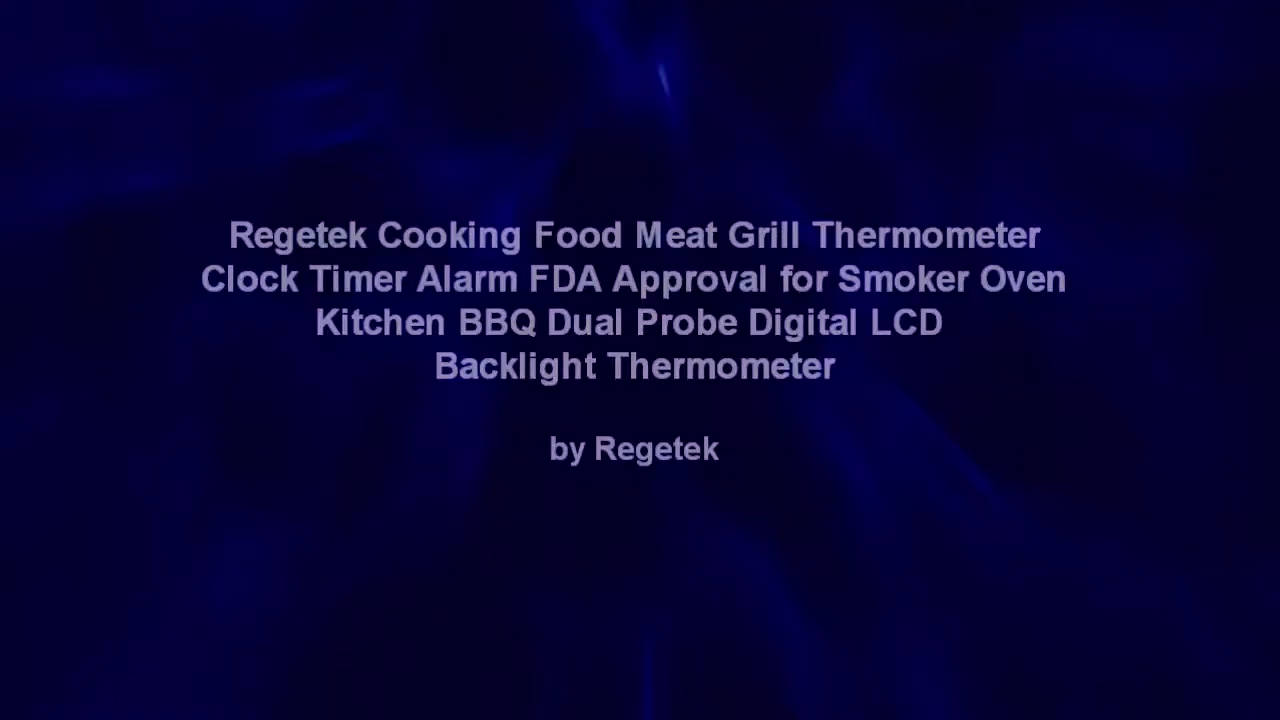 Regetek Cooking Food Meat Grill Thermometer
Clock Timer Alarm FDA Approval for Smoker Oven
Kitchen BBQ Dual Probe Digital LCD
Backlight Thermometer
by Regetek